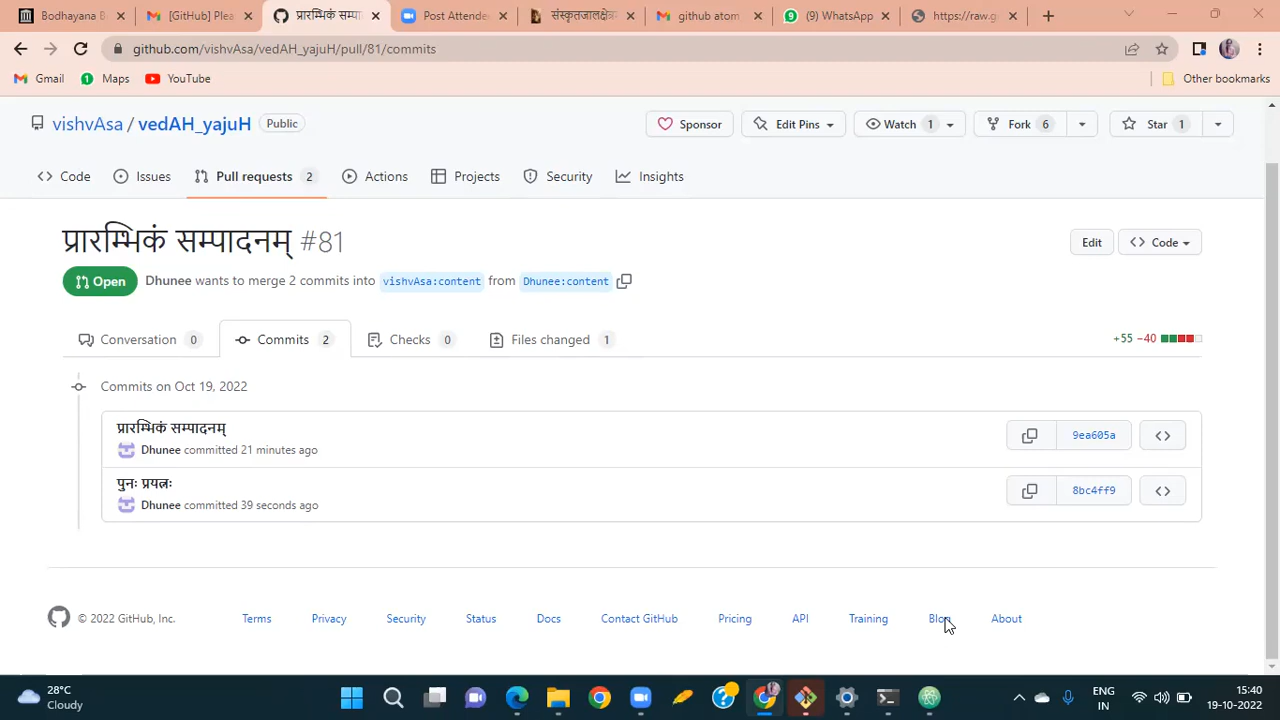 Bodhayana B
[GitHub] Plea
प्रारम्भिकं सम्पा
Post Attende
संस्कृतजालक्षेत्र
github atom
(9) WhatsApp
https://raw.g
github.com/vishvAsa/vedAH_yajuH/pull/81/commits
Gmail
Maps
YouTube
Other bookmarks
vishvAsa / vedAH_yajuH Public
Sponsor
Edit Pins
Watch 1
Fork 6
Star 1
Code
Issues
Pull requests 2
Actions
Projects
Security
Insights
प्रारम्भिकं सम्पादनम् #81
Edit
Code
Open
Dhunee wants to merge 2 commits into vishvAsa:content from Dhunee:content
Conversation 0
Commits 2
Checks 0
Files changed 1
+55 −40
Commits on Oct 19, 2022
प्रारम्भिकं सम्पादनम्
Dhunee committed 21 minutes ago
9ea605a
पुनः प्रयत्नः
Dhunee committed 39 seconds ago
8bc4ff9
© 2022 GitHub, Inc.
Terms
Privacy
Security
Status
Docs
Contact GitHub
Pricing
API
Training
Blog
About
28°C
Cloudy
ENG
IN
15:40
19-10-2022